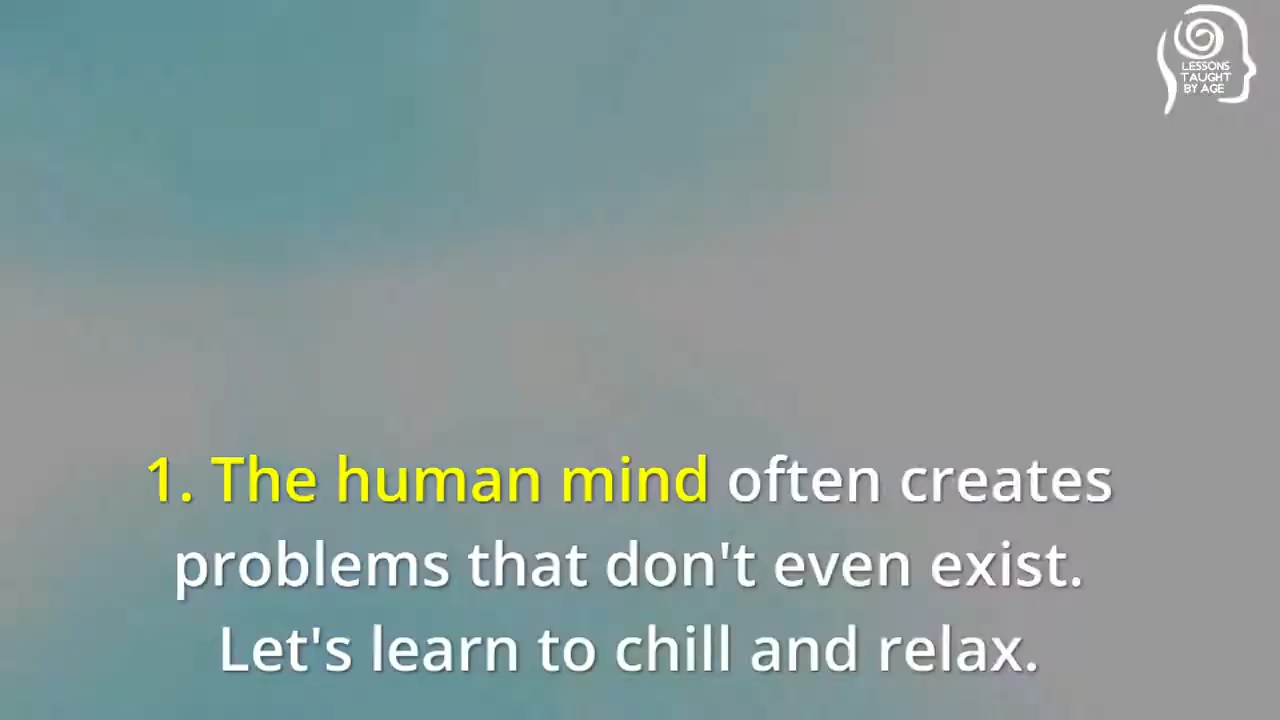 LESSONS
TAUGHT
BY AGE
1. The human mind often creates
problems that don't even exist.
Let's learn to chill and relax.